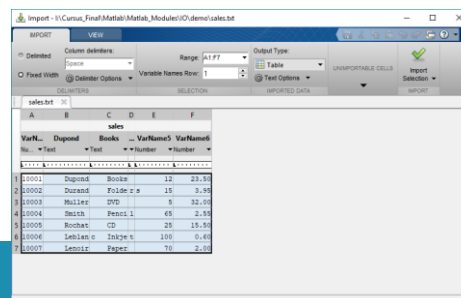 Import - I:\Cursus_Final\Matlab\Matlab_Modules\IO\demo\sales.txt
IMPORT VIEW
Delimited
Fixed Width
Column delimiters:
Space
Delimiter Options
DELIMITERS
Range: A1:F7
Variable Names Row: 1
SELECTION
Output Type:
Table
Text Options
IMPORTED DATA
UNIMPORTABLE CELLS
Import
Selection
IMPORT
sales.txt
A B C D E F
sales
VarN... Dupond Books ... VarName5 VarName6
Nu... Text Text Number Number
1 10001 Dupond Books 12 23.50
2 10002 Durand Folde r s 15 3.95
3 10003 Muller DVD 5 32.00
4 10004 Smith Penci l 65 2.55
5 10005 Rochat CD 25 15.50
6 10006 Leblan c Inkje t 100 0.60
7 10007 Lenoir Paper 70 2.00